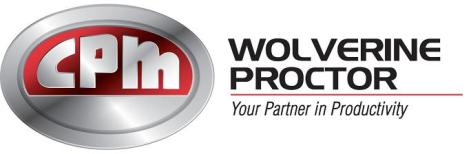 CPM
WOLVERINE
PROCTOR
Your Partner in Productivity